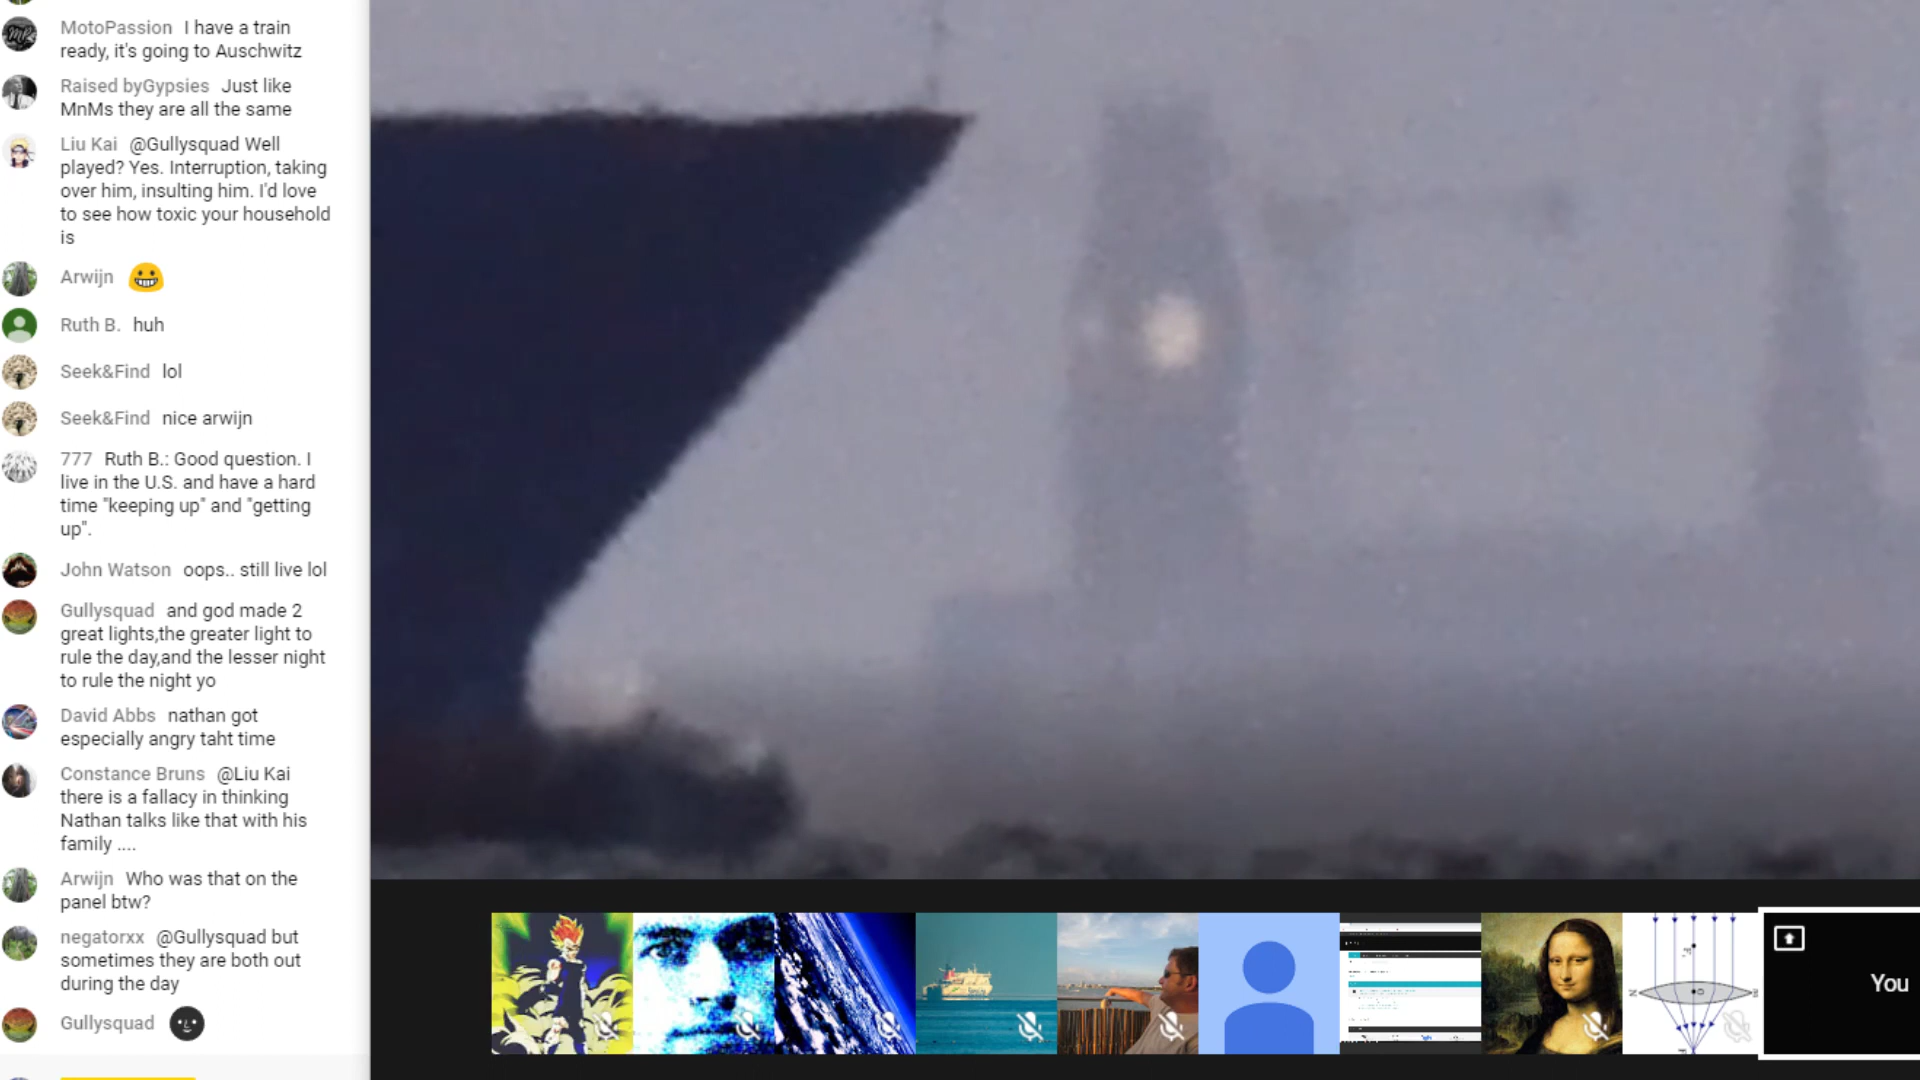 MotoPassion I have a train
ready, it's going to Auschwitz
Raised byGypsies Just like
MnMs they are all the same
Liu Kai @Gullysquad Well
played? Yes. Interruption, taking
over him, insulting him. I'd love
to see how toxic your household
is
Arwijn
Ruth B. huh
Seek&Find lol
Seek&Find nice arwijn
777 Ruth B.: Good question. I
live in the U.S. and have a hard
time "keeping up" and "getting
up".
John Watson oops.. still live lol
Gullysquad and god made 2
great lights,the greater light to
rule the day,and the lesser night
to rule the night yo
David Abbs nathan got
especially angry taht time
Constance Bruns @Liu Kai
there is a fallacy in thinking
Nathan talks like that with his
family ....
Arwijn Who was that on the
panel btw?
negatorxx @Gullysquad but
sometimes they are both out
during the day
Gullysquad
You